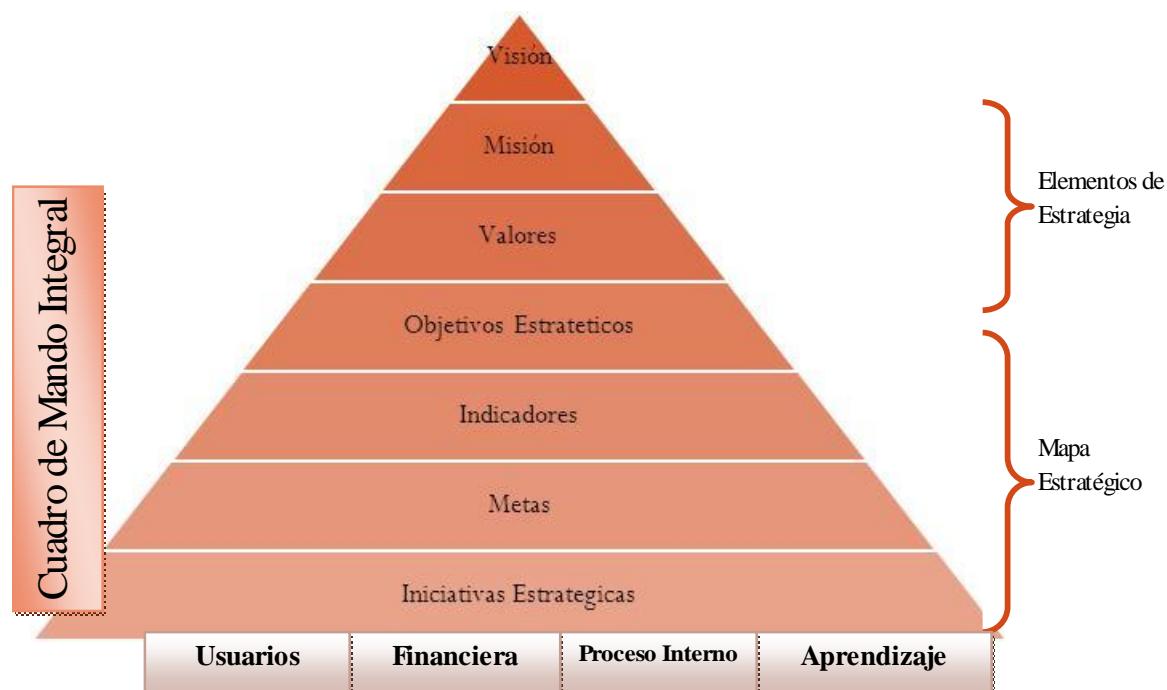 Visión
Misión
Valores
Objetivos Estrateticos
Indicadores
Metas
Iniciativas Estrategicas
Cuadro de Mando Integral
Elementos de
Estrategia
Mapa
Estratégico
Usuarios
Financiera
Proceso Interno
Aprendizaje